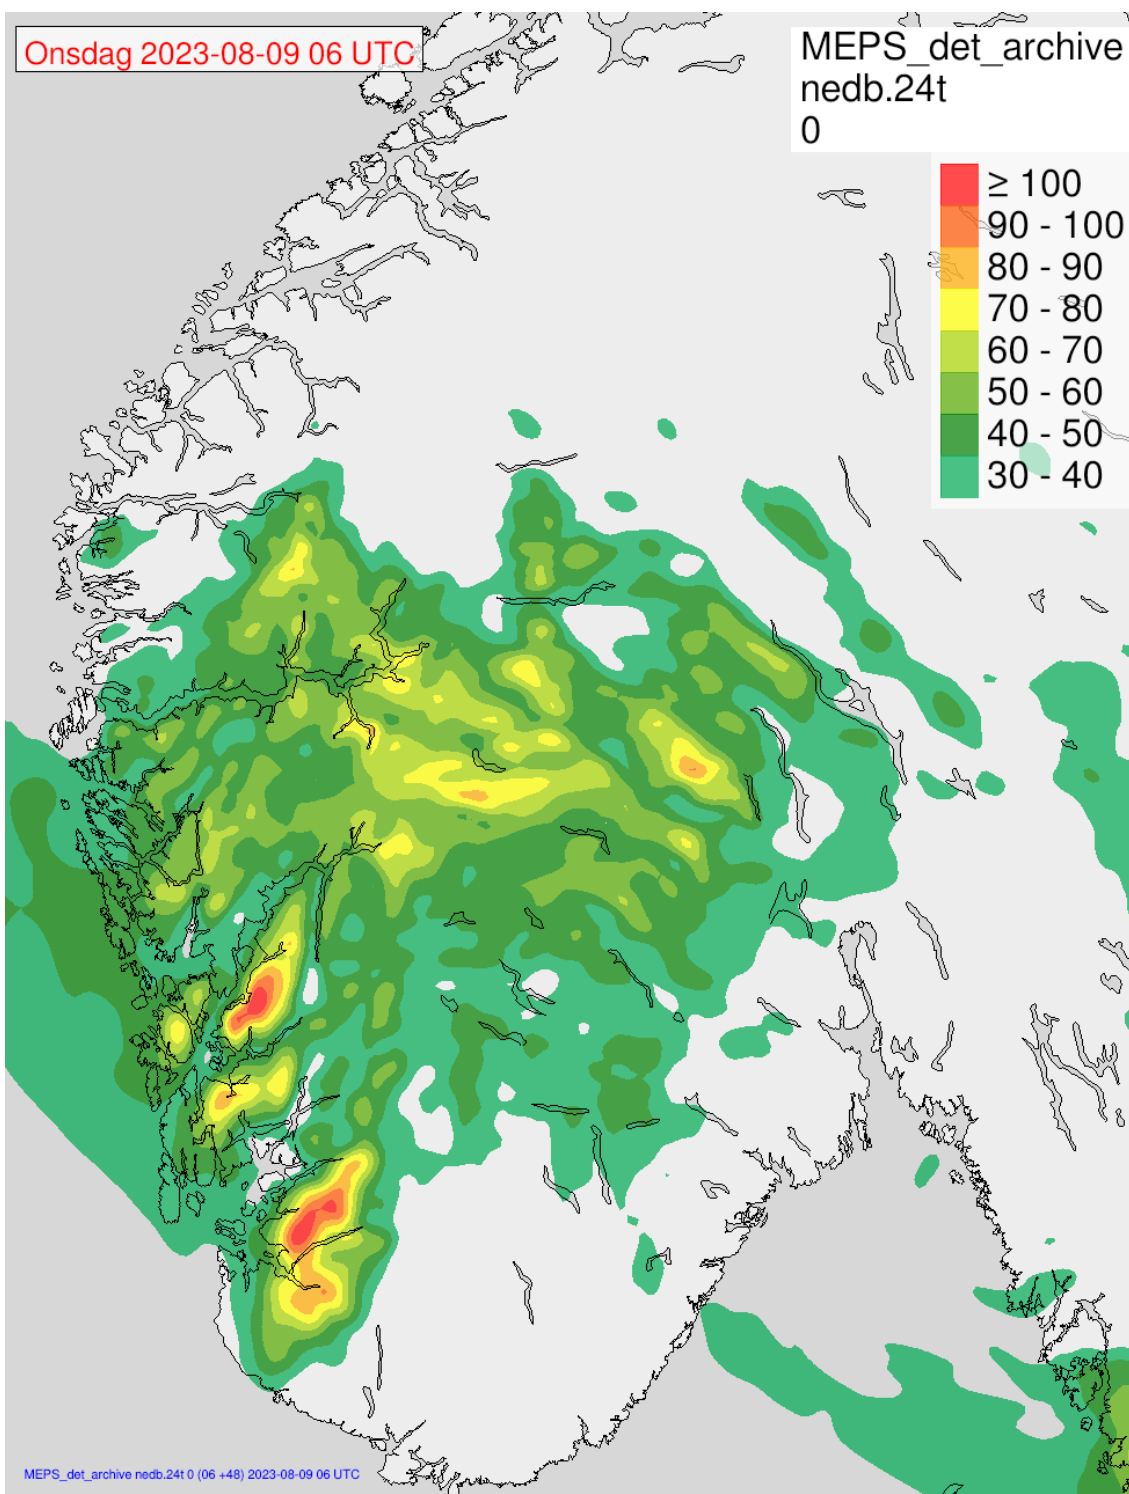 Onsdag 2023-08-09 06 UTC
MEPS_det_archive
nedb.24t
0
≥ 100
90 - 100
80 - 90
70 - 80
60 - 70
50 - 60
40 - 50
30 - 40
MEPS_det_archive nedb.24t 0 (06 +48) 2023-08-09 06 UTC